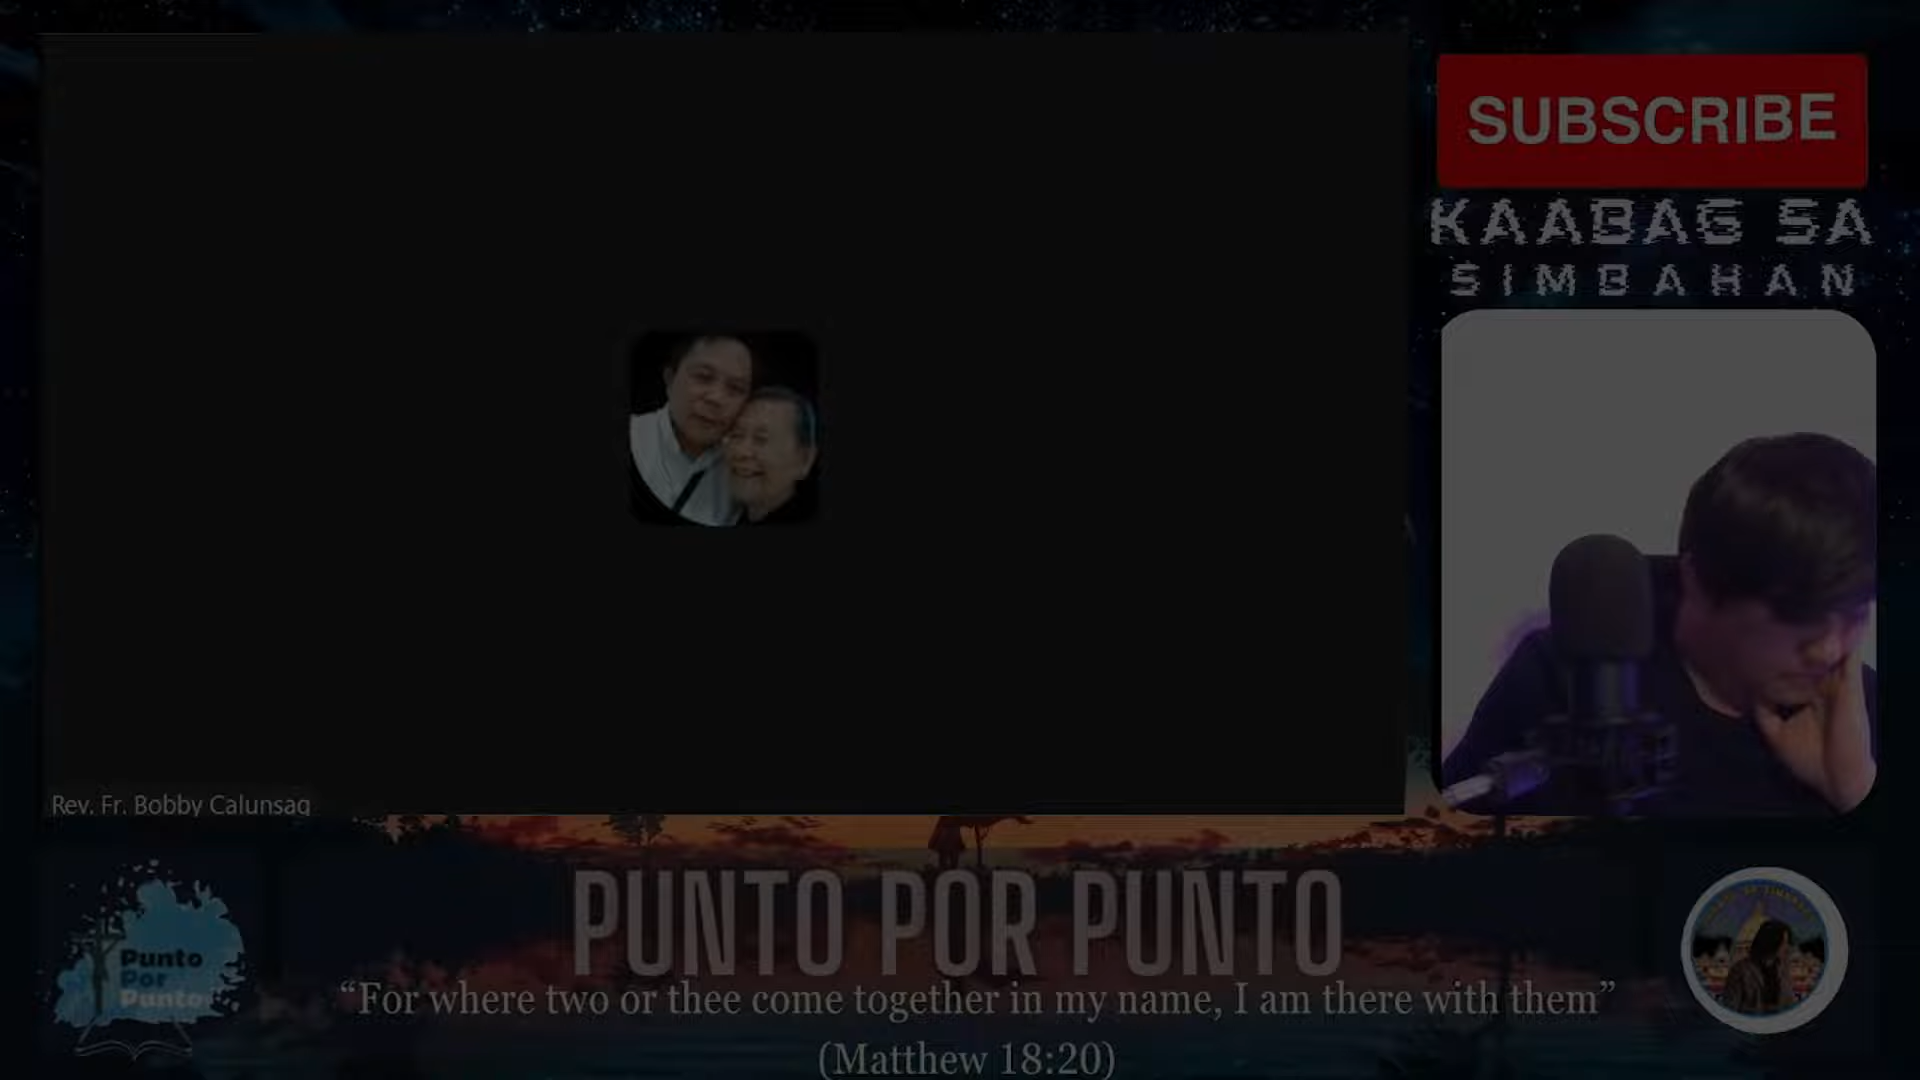 SUBSCRIBE
KAABAG SA
SIMBAHAN
Rev. Fr. Bobby Calunsag
PUNTO POR PUNTO
Punto
Por
Punto
“For where two or thee come together in my name, I am there with them”
(Matthew 18:20)